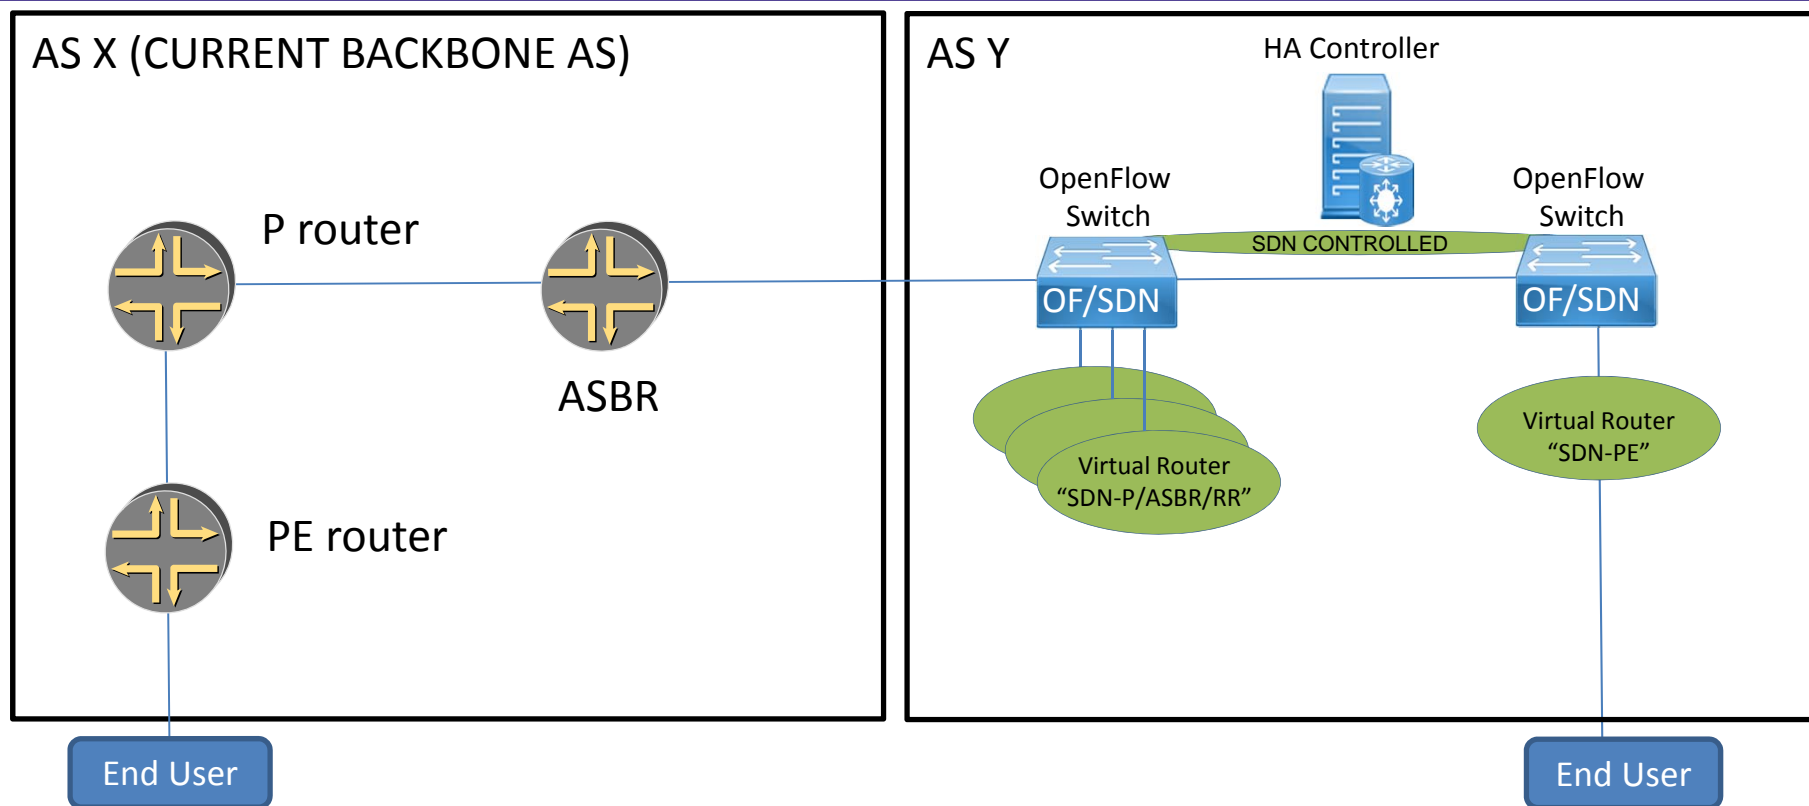 AS X (CURRENT BACKBONE AS)
P router
ASBR
PE router
End User
AS Y
HA Controller
OpenFlow
Switch
OpenFlow
Switch
SDN CONTROLLED
OF/SDN
OF/SDN
Virtual Router
“SDN-P/ASBR/RR”
Virtual Router
“SDN-PE”
End User